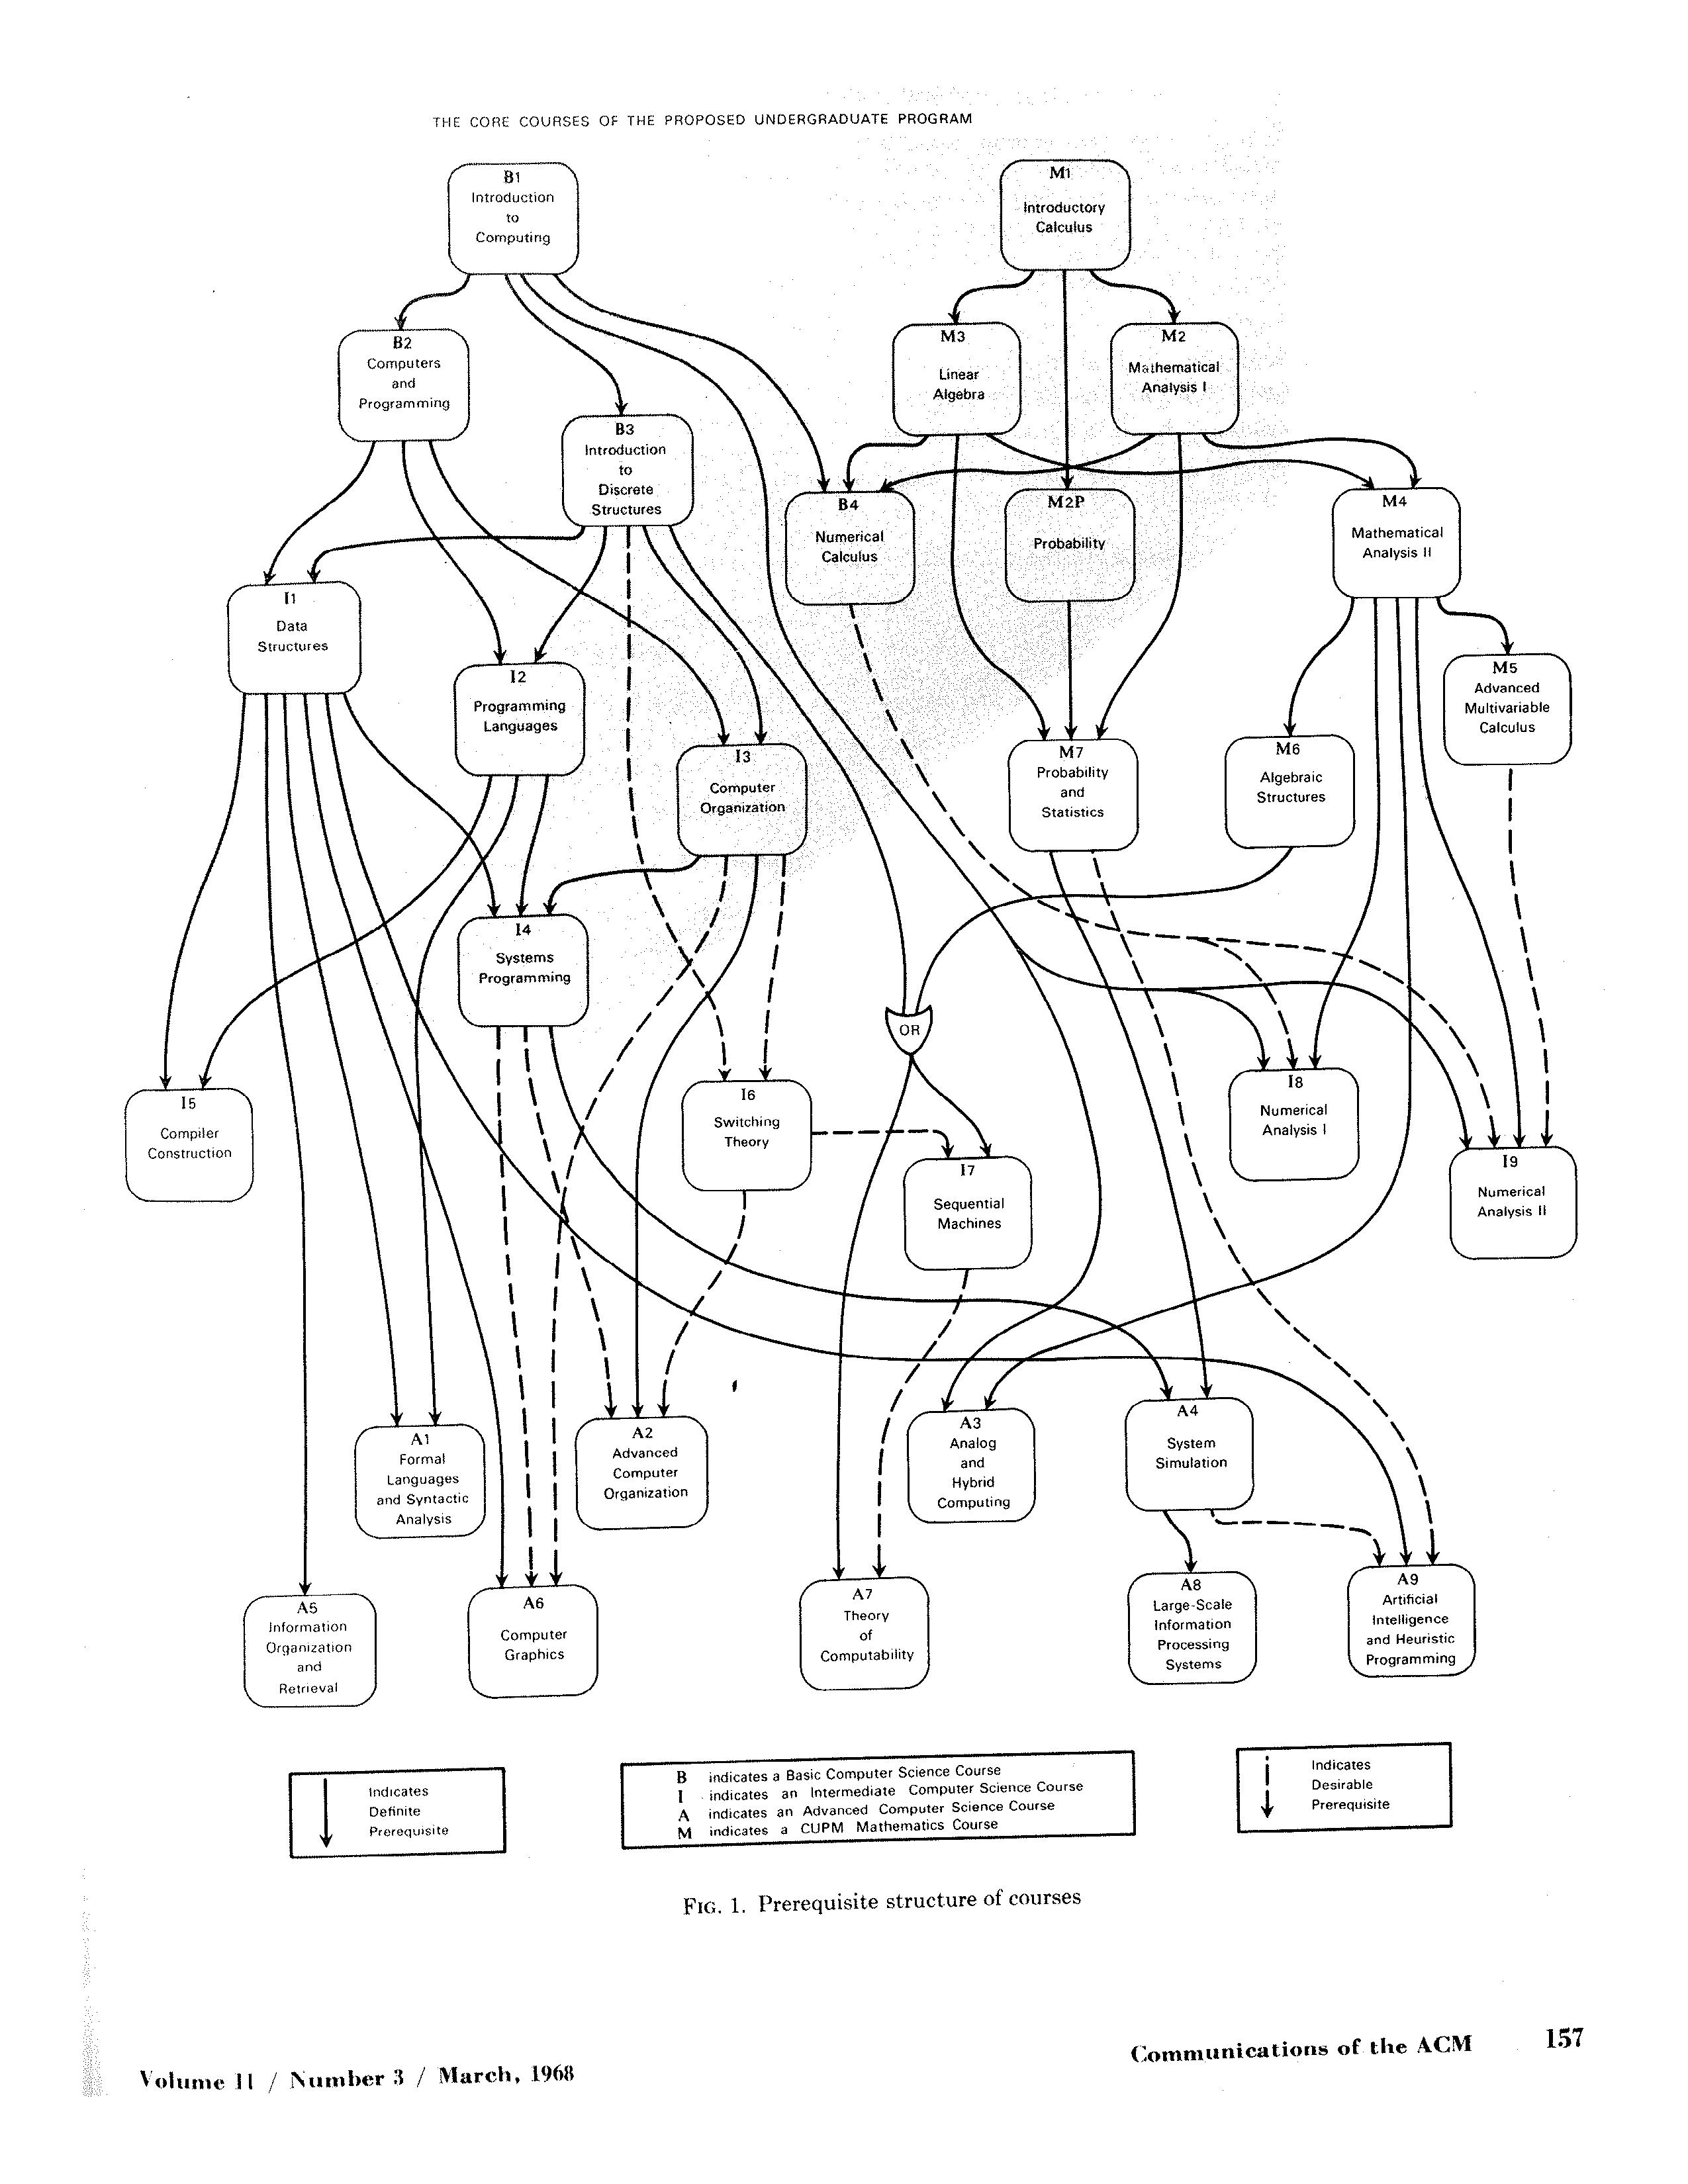 THE CORE COURSES OF THE PROPOSED UNDERGRADUATE PROGRAM
B1
Introduction
to
Computing
M1
Introductory
Calculus
B2
Computers
and
Programming
M3
Linear
Algebra
M2
Mathematical
Analysis I
B3
Introduction
to
Discrete
Structures
B4
Numerical
Calculus
M2P
Probability
M4
Mathematical
Analysis II
I1
Data
Structures
I2
Programming
Languages
M5
Advanced
Multivariable
Calculus
I3
Computer
Organization
M7
Probability
and
Statistics
M6
Algebraic
Structures
I4
Systems
Programming
OR
I5
Compiler
Construction
I6
Switching
Theory
I7
Sequential
Machines
I8
Numerical
Analysis I
I9
Numerical
Analysis II
A1
Formal
Languages
and Syntactic
Analysis
A2
Advanced
Computer
Organization
A3
Analog
and
Hybrid
Computing
A4
System
Simulation
A5
Information
Organization
and
Retrieval
A6
Computer
Graphics
A7
Theory
of
Computability
A8
Large-Scale
Information
Processing
Systems
A9
Artificial
Intelligence
and Heuristic
Programming
Indicates
Definite
Prerequisite
B indicates a Basic Computer Science Course
I indicates an Intermediate Computer Science Course
A indicates an Advanced Computer Science Course
M indicates a CUPM Mathematics Course
Indicates
Desirable
Prerequisite
FIG. 1. Prerequisite structure of courses
Volume 11 / Number 3 / March, 1968
Communications of the ACM 157